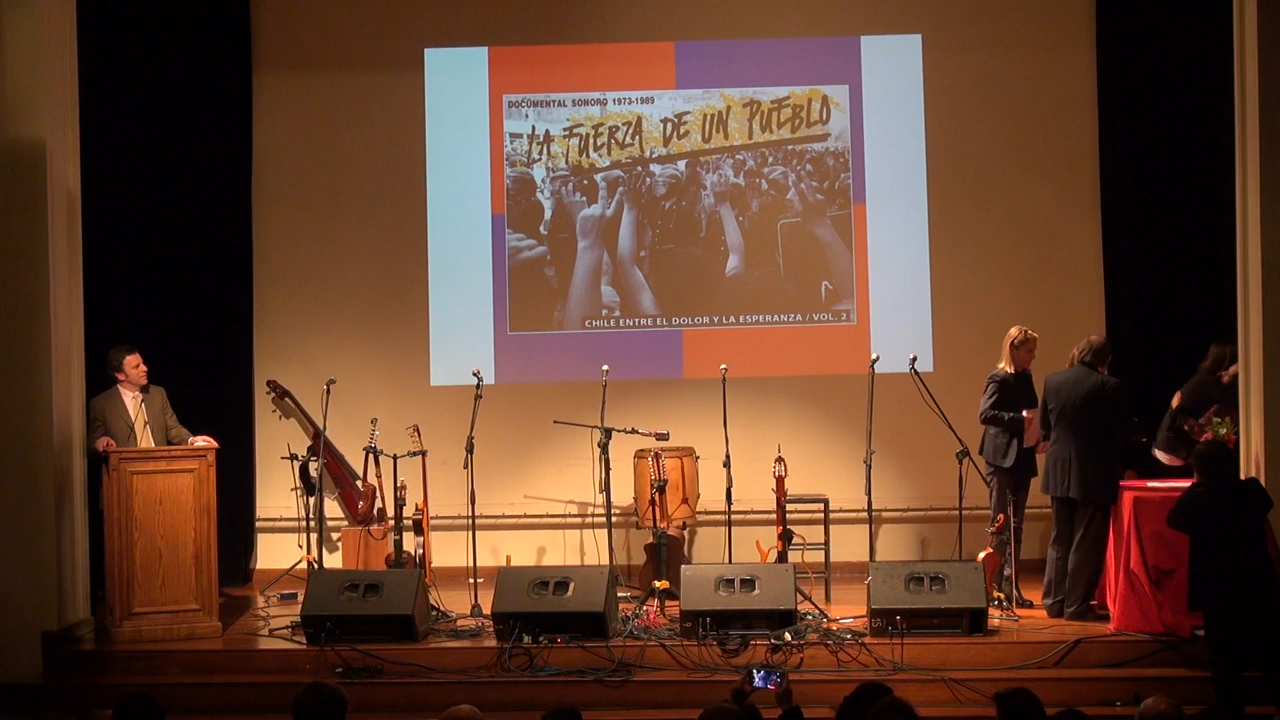 DOCUMENTAL SONORO 1973-1989
LA FUERZA DE UN PUEBLO
CHILE ENTRE EL DOLOR Y LA ESPERANZA / VOL. 2